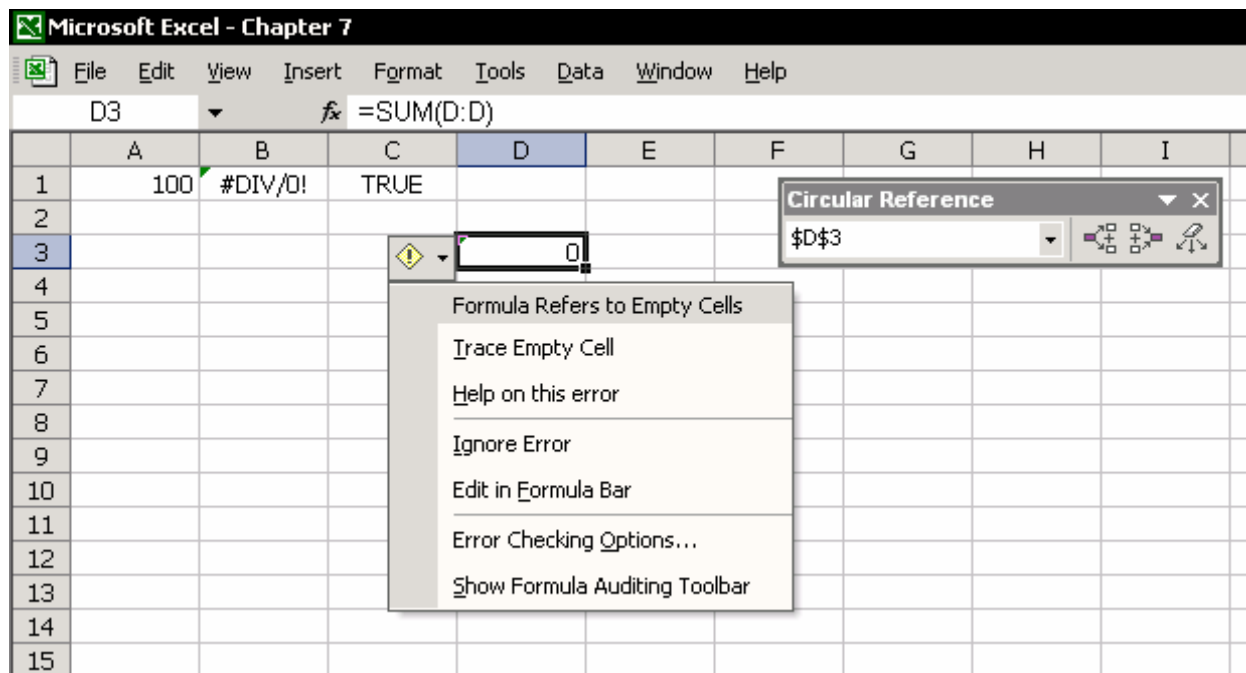 Microsoft Excel - Chapter 7
File Edit View Insert Format Tools Data Window Help
D3 fx =SUM(D:D)
A B C D E F G H I
1 100 #DIV/0! TRUE
Circular Reference
2
$D$3
3 0
4
Formula Refers to Empty Cells
5
Trace Empty Cell
6
7
Help on this error
8
Ignore Error
9
10
Edit in Formula Bar
11
Error Checking Options...
12
13
Show Formula Auditing Toolbar
14
15